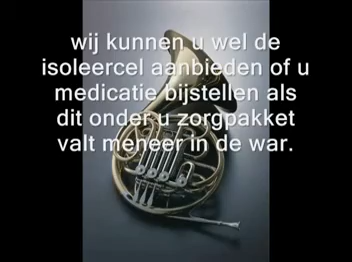 wij kunnen u wel de
isoleercel aanbieden of u
medicatie bijstellen als
dit onder u zorgpakket
valt meneer in de war.